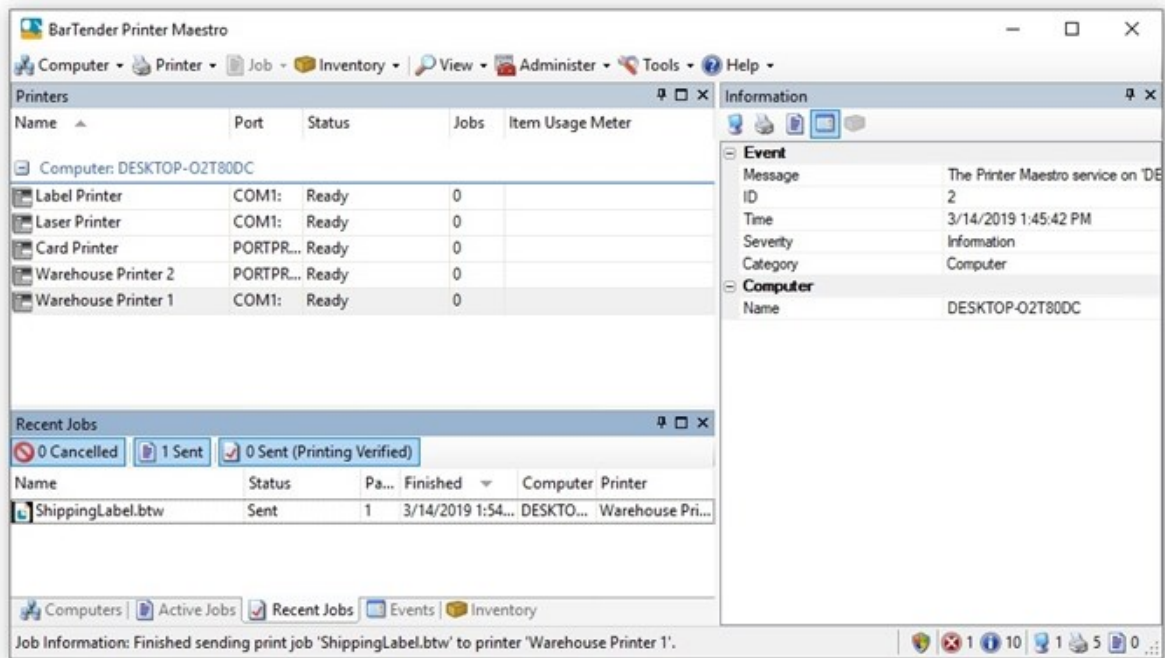 BarTender Printer Maestro
Computer Printer Job Inventory View Administer Tools Help
Printers
Name Port Status Jobs Item Usage Meter
Computer: DESKTOP-O2T80DC
Label Printer COM1: Ready 0
Laser Printer COM1: Ready 0
Card Printer PORTPR... Ready 0
Warehouse Printer 2 PORTPR... Ready 0
Warehouse Printer 1 COM1: Ready 0
Information
Event
Message The Printer Maestro service on 'DE
ID 2
Time 3/14/2019 1:45:42 PM
Severity Information
Category Computer
Computer
Name DESKTOP-O2T80DC
Recent Jobs
0 Cancelled 1 Sent 0 Sent (Printing Verified)
Name Status Pa... Finished Computer Printer
ShippingLabel.btw Sent 1 3/14/2019 1:54... DESKTO... Warehouse Pri...
Computers Active Jobs Recent Jobs Events Inventory
Job Information: Finished sending print job 'ShippingLabel.btw' to printer 'Warehouse Printer 1'. 1 10 1 5 0